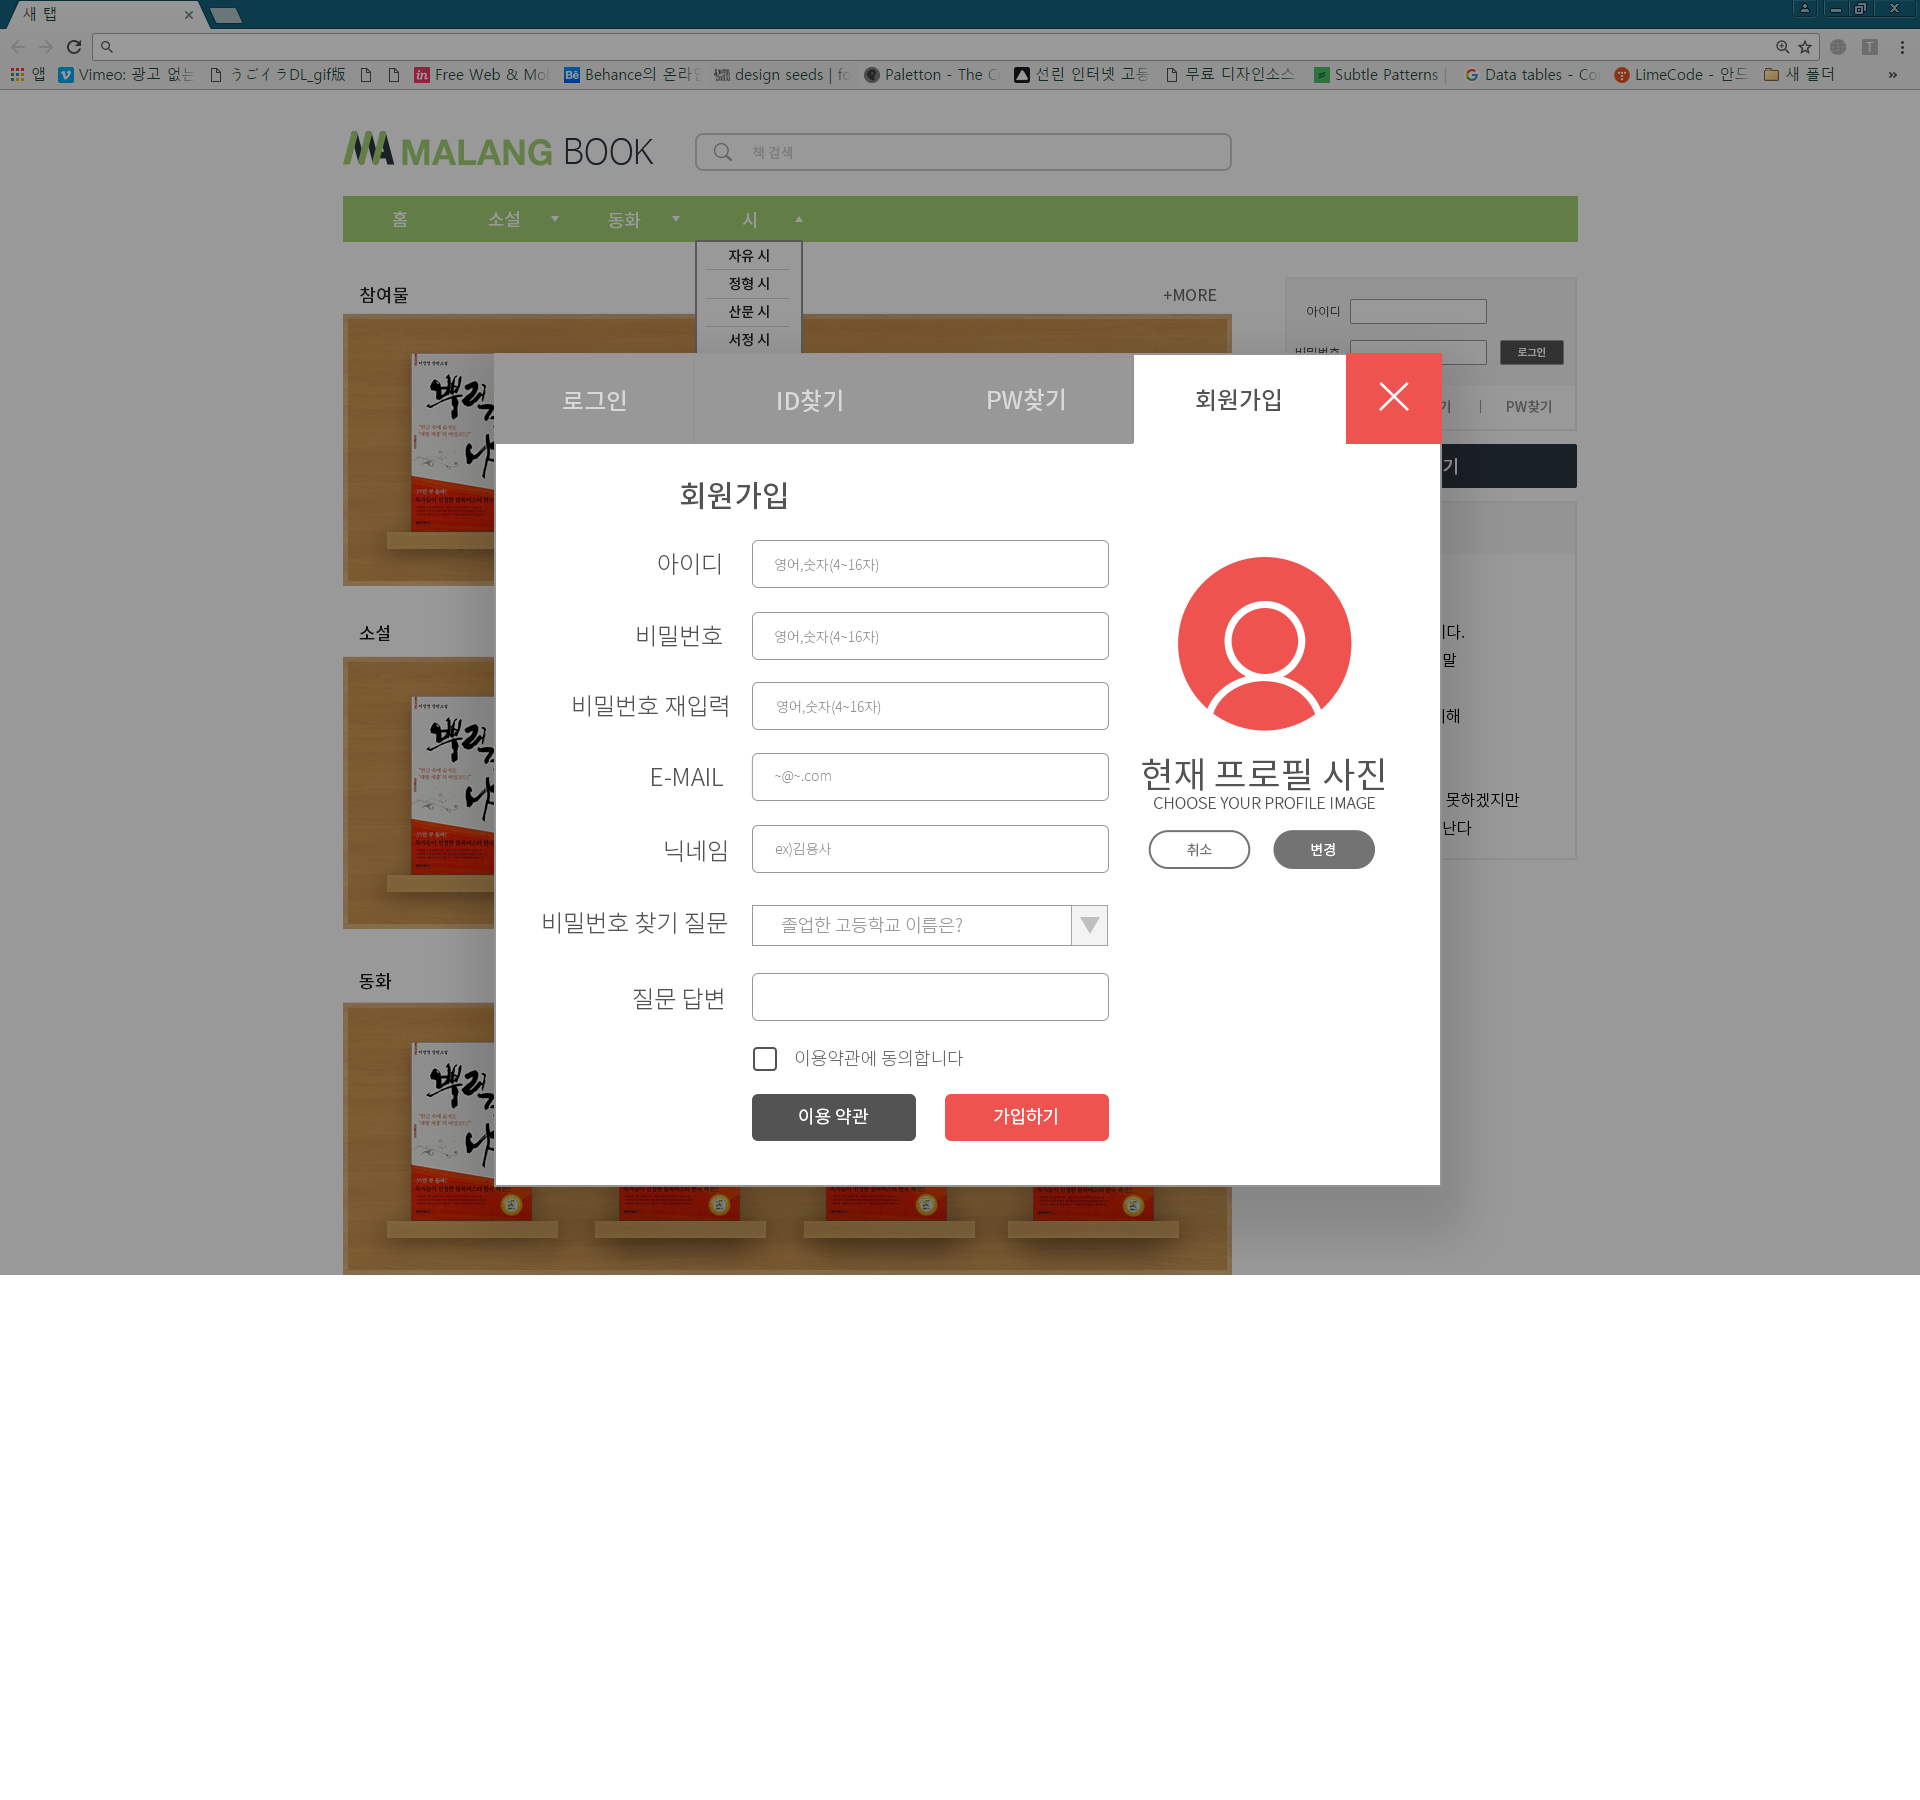 새 탭
앱
Vimeo: 광고 없는
うごイラDL_gif版
Free Web & Mo
Behance의 온라인
design seeds | fo
Paletton - The C
선린 인터넷 고등
무료 디자인소스
Subtle Patterns |
Data tables - Co
LimeCode - 안드
새 폴더
»
MALANG BOOK
책 검색
홈
소설
동화
시
자유 시
정형 시
산문 시
서정 시
참여물
+MORE
아이디
비밀번호
로그인
기 | PW찾기
기
로그인
ID찾기
PW찾기
회원가입
회원가입
아이디
영어,숫자(4~16자)
비밀번호
영어,숫자(4~16자)
비밀번호 재입력
영어,숫자(4~16자)
E-MAIL
~@~.com
닉네임
ex)김용사
비밀번호 찾기 질문
졸업한 고등학교 이름은?
질문 답변
이용약관에 동의합니다
이용 약관
가입하기
현재 프로필 사진
CHOOSE YOUR PROFILE IMAGE
취소
변경
다.
말
해
못하겠지만
난다
소설
동화